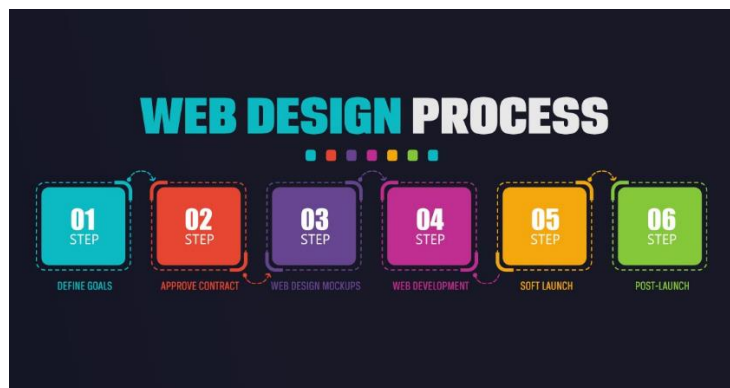 WEB DESIGN PROCESS
01
STEP
DEFINE GOALS
02
STEP
APPROVE CONTRACT
03
STEP
WEB DESIGN MOCKUPS
04
STEP
WEB DEVELOPMENT
05
STEP
SOFT LAUNCH
06
STEP
POST-LAUNCH